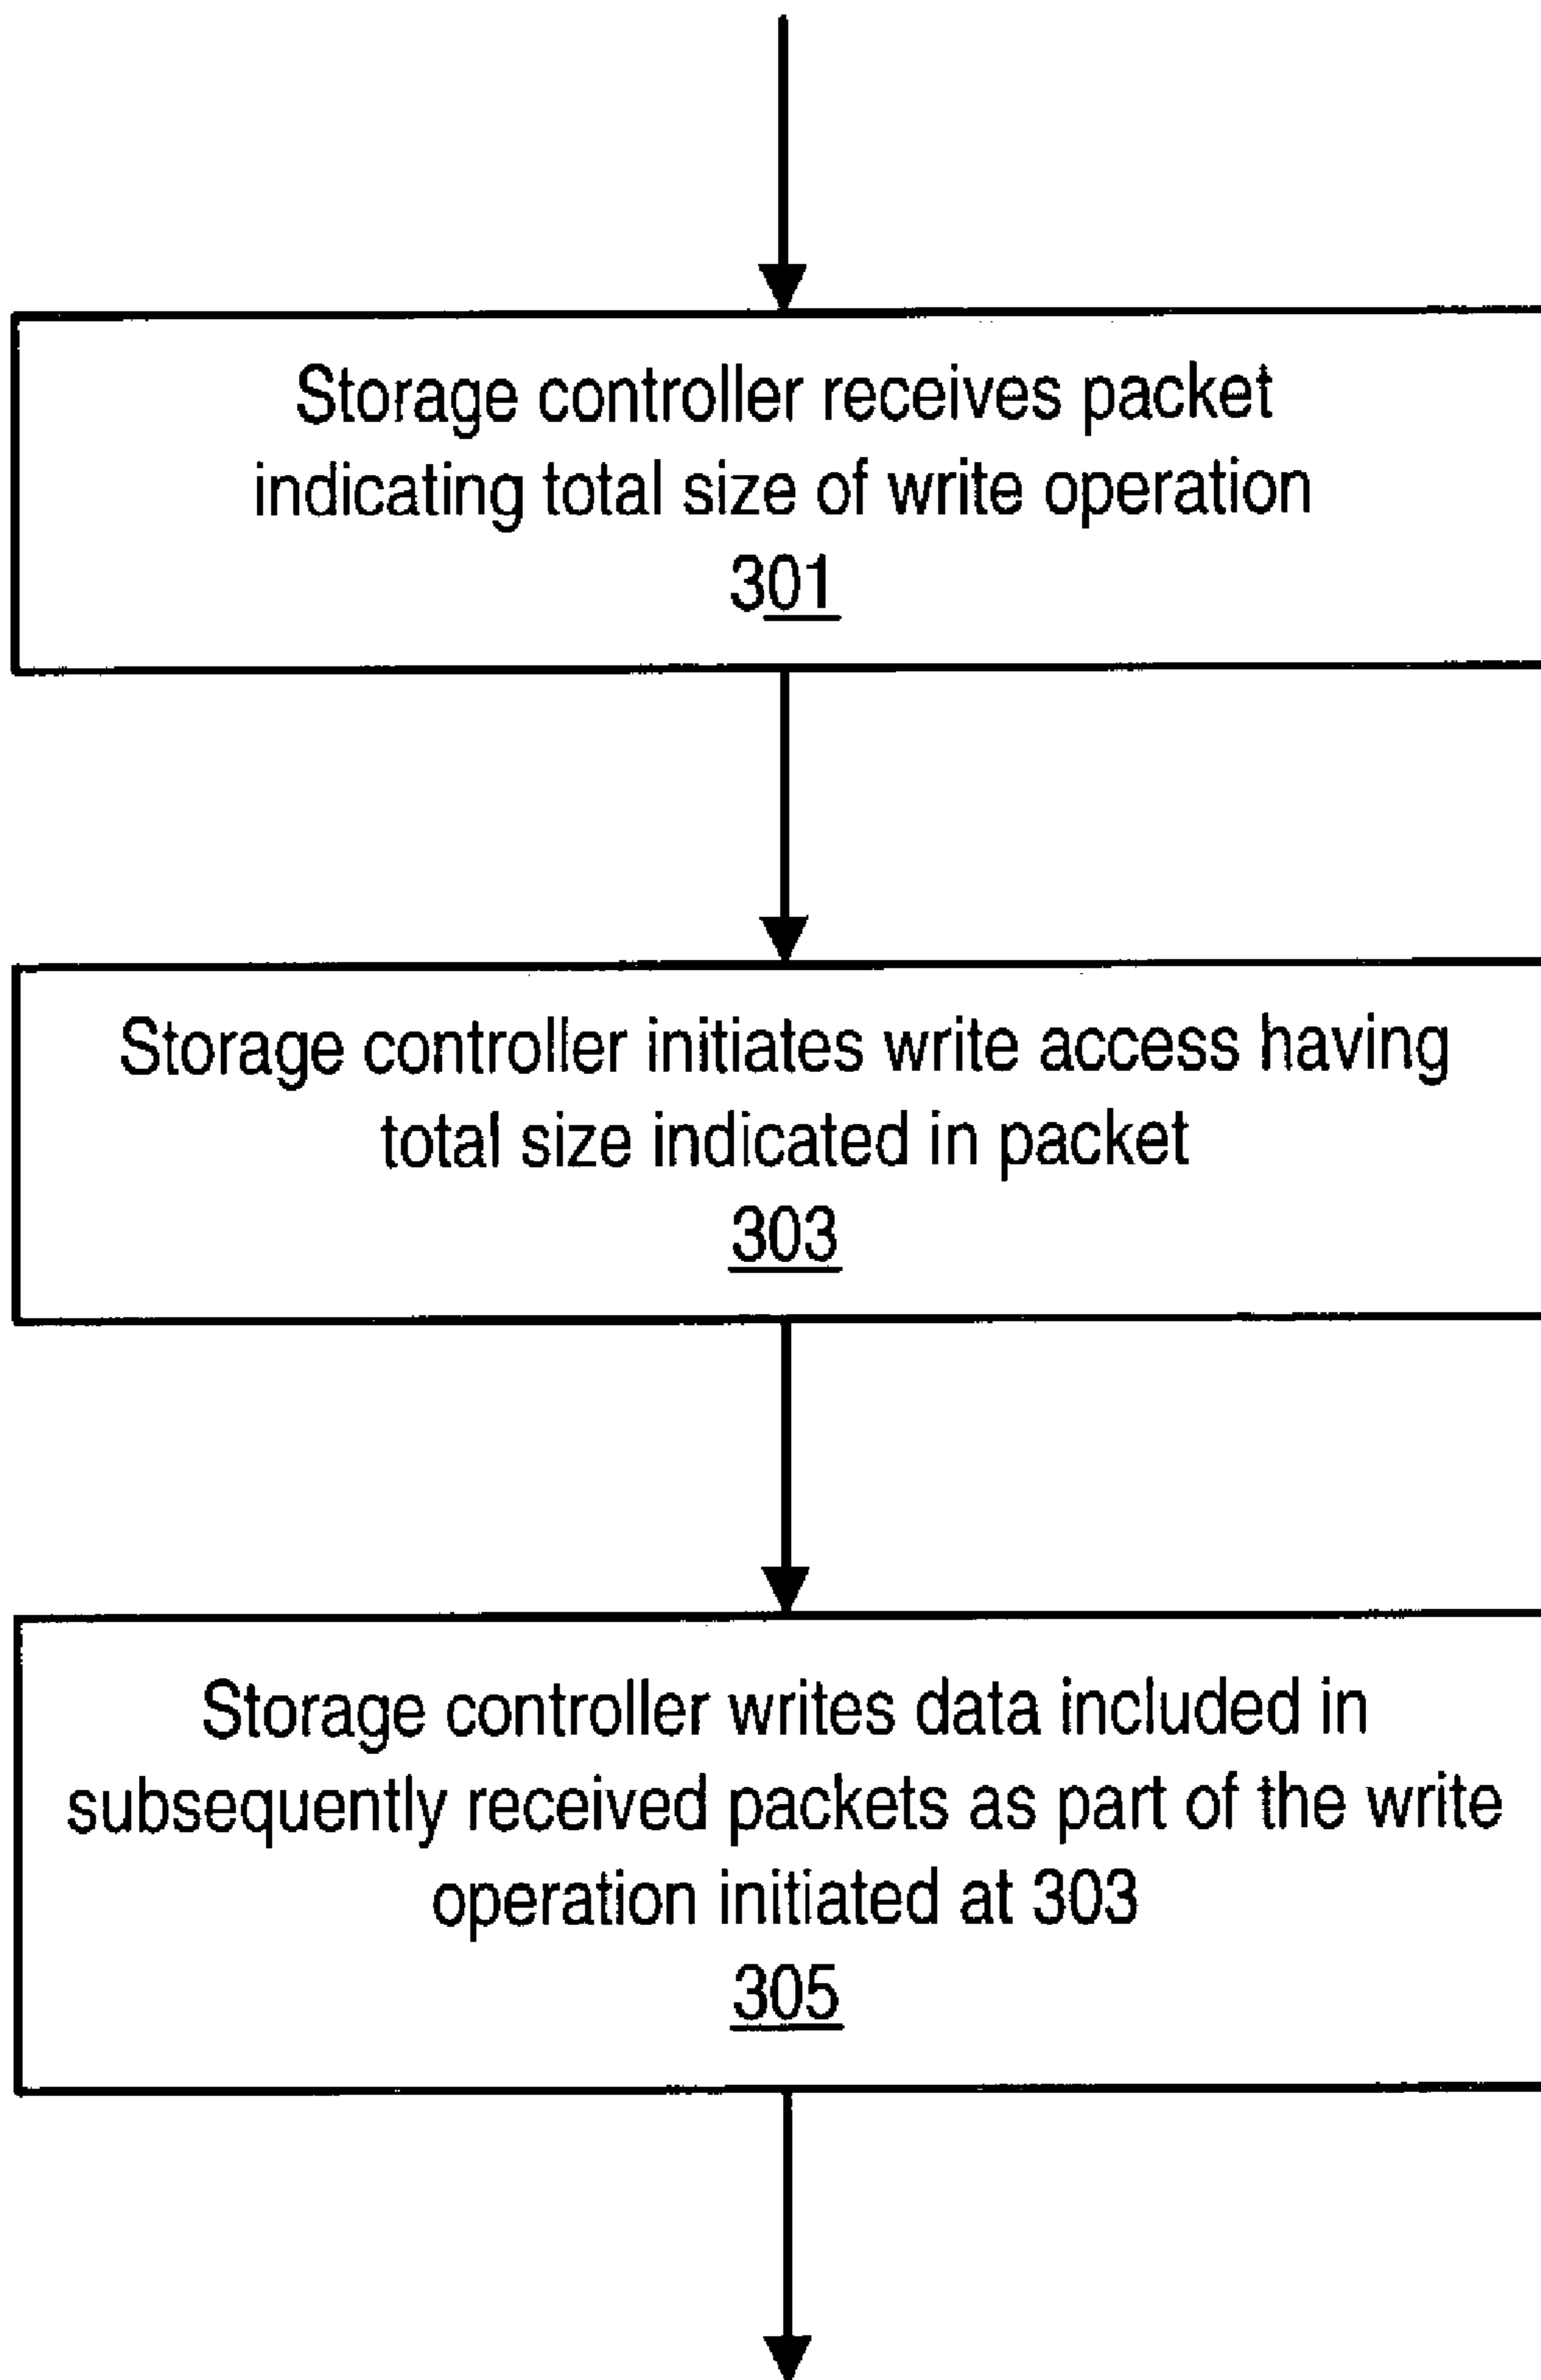 Storage controller receives packet
indicating total size of write operation
301
Storage controller initiates write access having
total size indicated in packet
303
Storage controller writes data included in
subsequently received packets as part of the write
operation initiated at 303
305